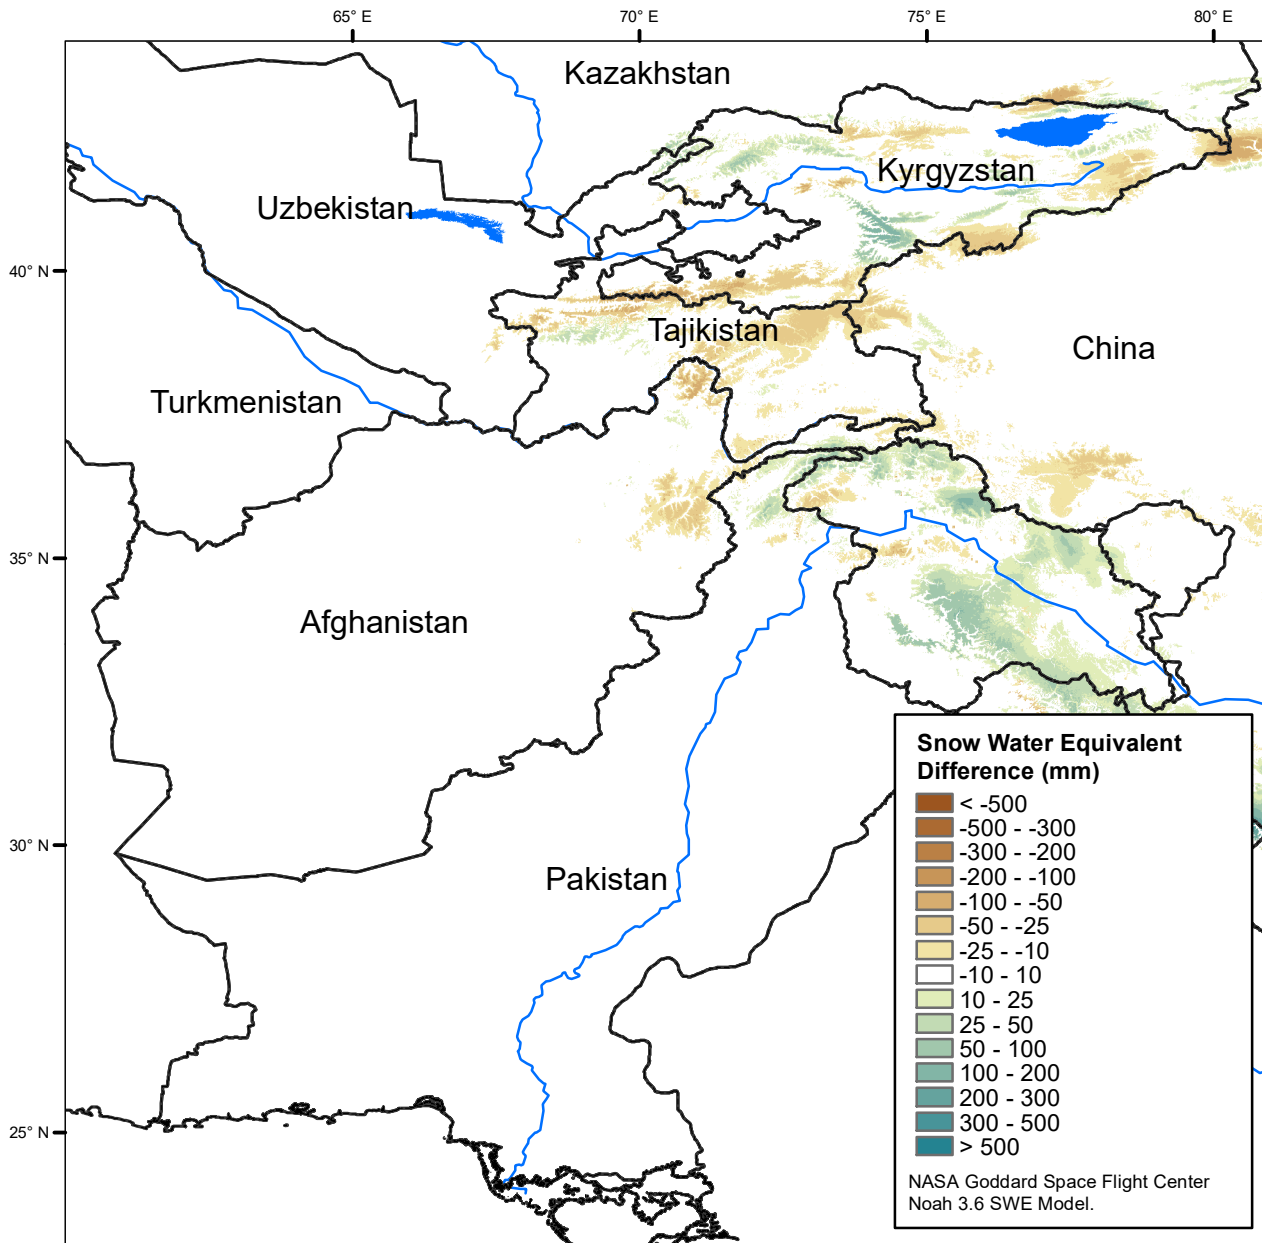 65° E
70° E
75° E
80° E
Kazakhstan
Kyrgyzstan
Uzbekistan
40° N
Tajikistan
China
Turkmenistan
35° N
Afghanistan
Snow Water Equivalent
Difference (mm)
< -500
-500 - -300
-300 - -200
-200 - -100
-100 - -50
-50 - -25
-25 - -10
-10 - 10
10 - 25
25 - 50
50 - 100
100 - 200
200 - 300
300 - 500
> 500
NASA Goddard Space Flight Center
Noah 3.6 SWE Model.
30° N
Pakistan
25° N